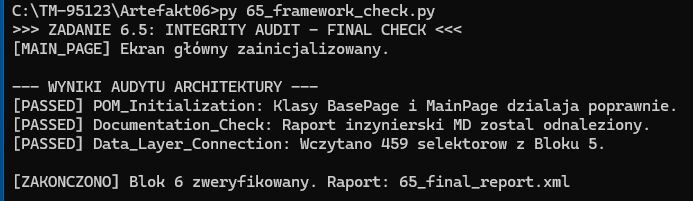 C:\TM-95123\Artefakt06>py 65_framework_check.py
>>> ZADANIE 6.5: INTEGRITY AUDIT - FINAL CHECK <<<
[MAIN_PAGE] Ekran główny zainicjalizowany.
--- WYNIKI AUDYTU ARCHITEKTURY ---
[PASSED] POM_Initialization: Klasy BasePage i MainPage dzialaja poprawnie.
[PASSED] Documentation_Check: Raport inzynierski MD zostal odnaleziony.
[PASSED] Data_Layer_Connection: Wczytano 459 selektorow z Bloku 5.
[ZAKONCZONO] Blok 6 zweryfikowany. Raport: 65_final_report.xml